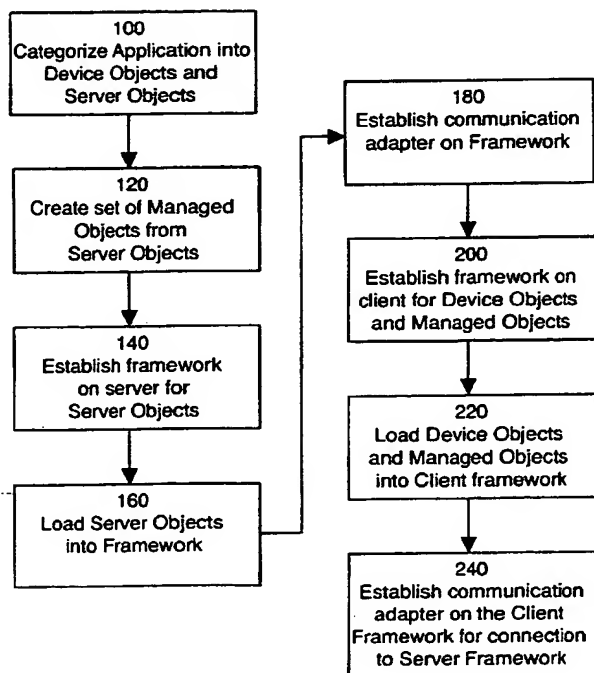 100
Categorize Application into
Device Objects and
Server Objects
120
Create set of Managed
Objects from
Server Objects
140
Establish framework
on server for
Server Objects
160
Load Server Objects
into Framework
180
Establish communication
adapter on Framework
200
Establish framework on
client for Device Objects
and Managed Objects
220
Load Device Objects
and Managed Objects
into Client framework
240
Establish communication
adapter on the Client
Framework for connection
to Server Framework